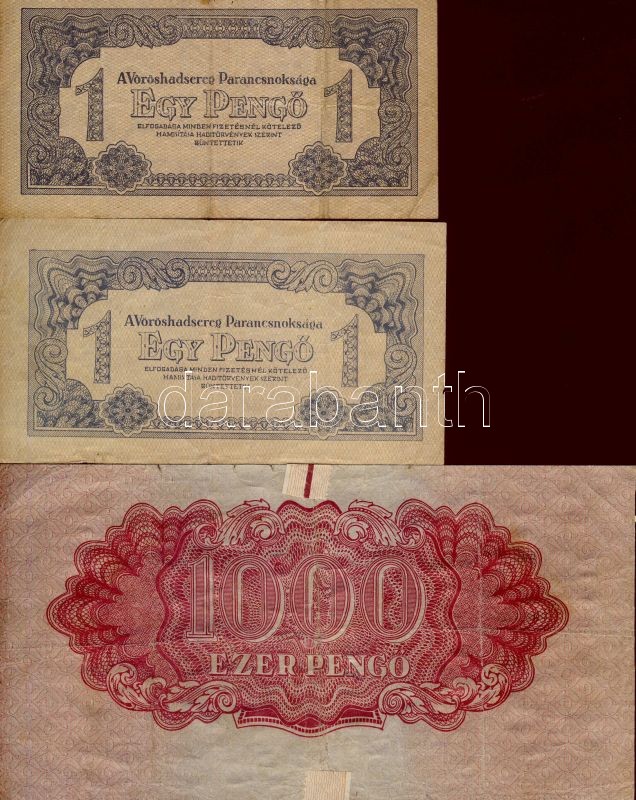 A Vöröshadsereg Parancsnoksága
1 EGY PENGŐ 1
ELFOGADÁSA MINDEN FIZETÉSNÉL KÖTELEZŐ
HAMISÍTÁSA HADITÖRVÉNYEK SZERINT
BÜNTETTETIK
A Vöröshadsereg Parancsnoksága
1 EGY PENGŐ 1
ELFOGADÁSA MINDEN FIZETÉSNÉL KÖTELEZŐ
HAMISÍTÁSA HADITÖRVÉNYEK SZERINT
BÜNTETTETIK
darabanth
1000
EZER PENGŐ